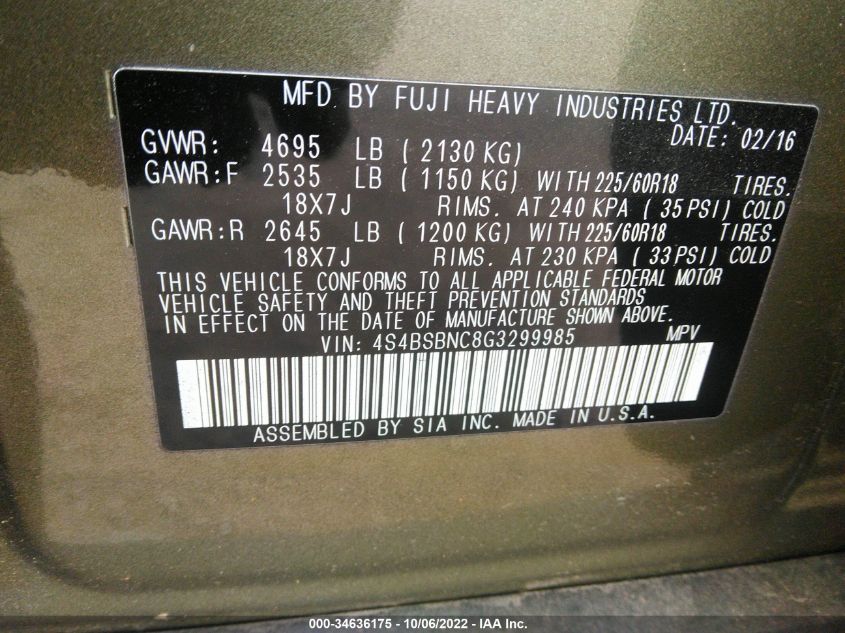 MFD. BY FUJI HEAVY INDUSTRIES LTD.
DATE: 02/16
GVWR: 4695 LB ( 2130 KG)
GAWR:F 2535 LB ( 1150 KG) WITH 225/60R18 TIRES.
18X7J RIMS. AT 240 KPA ( 35 PSI) COLD
GAWR:R 2645 LB ( 1200 KG) WITH 225/60R18 TIRES.
18X7J RIMS. AT 230 KPA ( 33 PSI) COLD
THIS VEHICLE CONFORMS TO ALL APPLICABLE FEDERAL MOTOR
VEHICLE SAFETY AND THEFT PREVENTION STANDARDS
IN EFFECT ON THE DATE OF MANUFACTURE SHOWN ABOVE.
VIN: 4S4BSBNC8G3299985 MPV
ASSEMBLED BY SIA INC. MADE IN U.S.A.
000-34636175 - 10/06/2022 - IAA Inc.